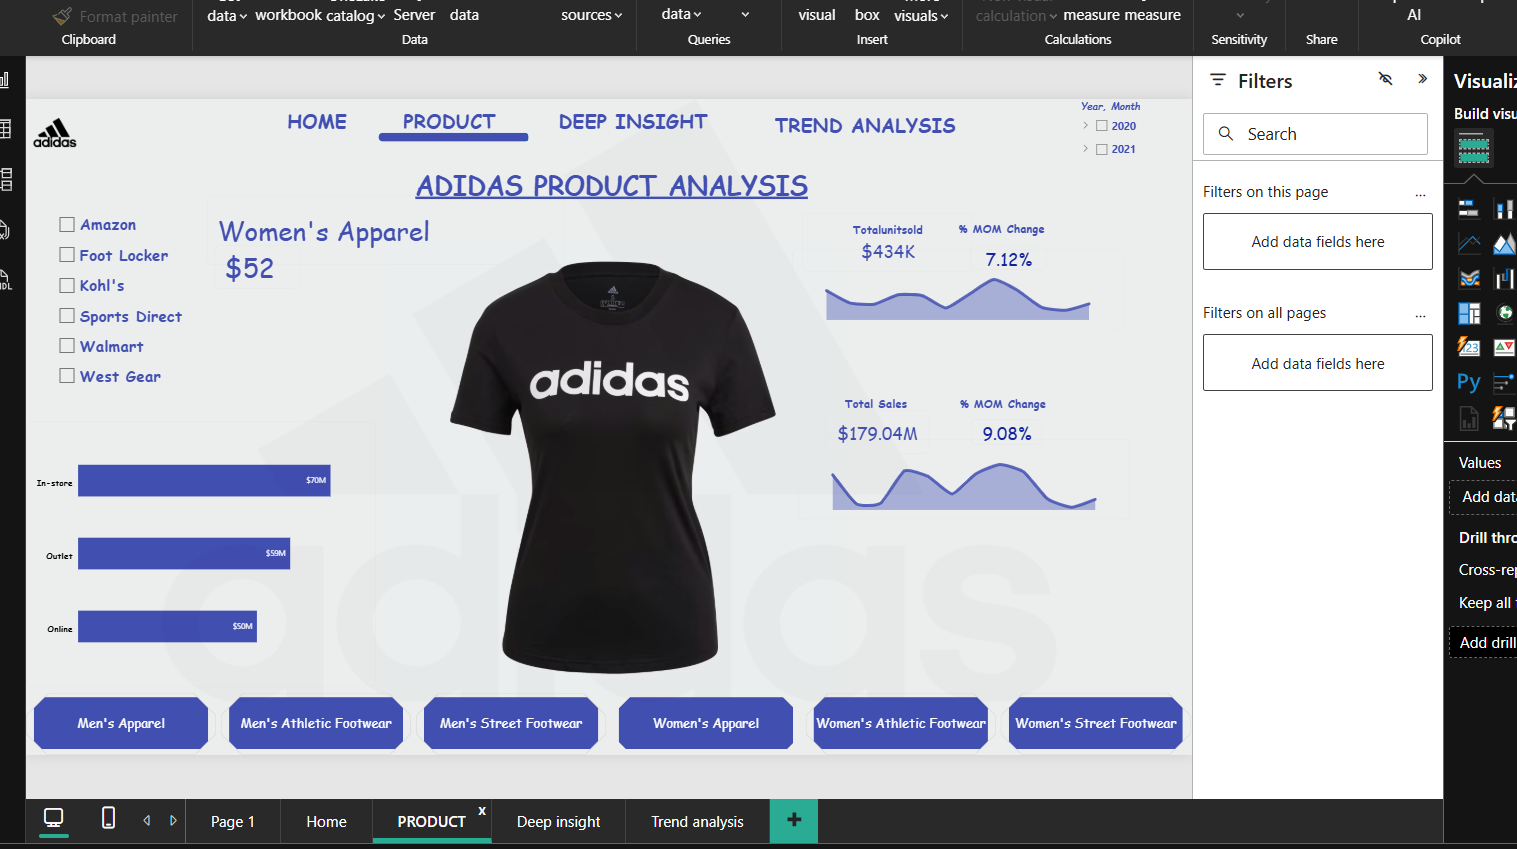 Format painter
data
workbook
catalog
Server
data
sources
data
visual
box
visuals
calculation
measure
measure
AI
Clipboard
Data
Queries
Insert
Calculations
Sensitivity
Share
Copilot
adidas
HOME
PRODUCT
DEEP INSIGHT
TREND ANALYSIS
Year, Month
2020
2021
ADIDAS PRODUCT ANALYSIS
Amazon
Foot Locker
Kohl's
Sports Direct
Walmart
West Gear
Women's Apparel
$52
adidas
Totalunitsold
$434K
% MOM Change
7.12%
Total Sales
$179.04M
% MOM Change
9.08%
In-store
$70M
Outlet
$59M
Online
$50M
adidas
Men's Apparel
Men's Athletic Footwear
Men's Street Footwear
Women's Apparel
Women's Athletic Footwear
Women's Street Footwear
Filters
Search
Filters on this page
...
Add data fields here
Filters on all pages
...
Add data fields here
Visualiz
Build visu
123
Py
Values
Add data
Drill thro
Cross-rep
Keep all f
Add drill
Page 1
Home
PRODUCT
x
Deep insight
Trend analysis
+